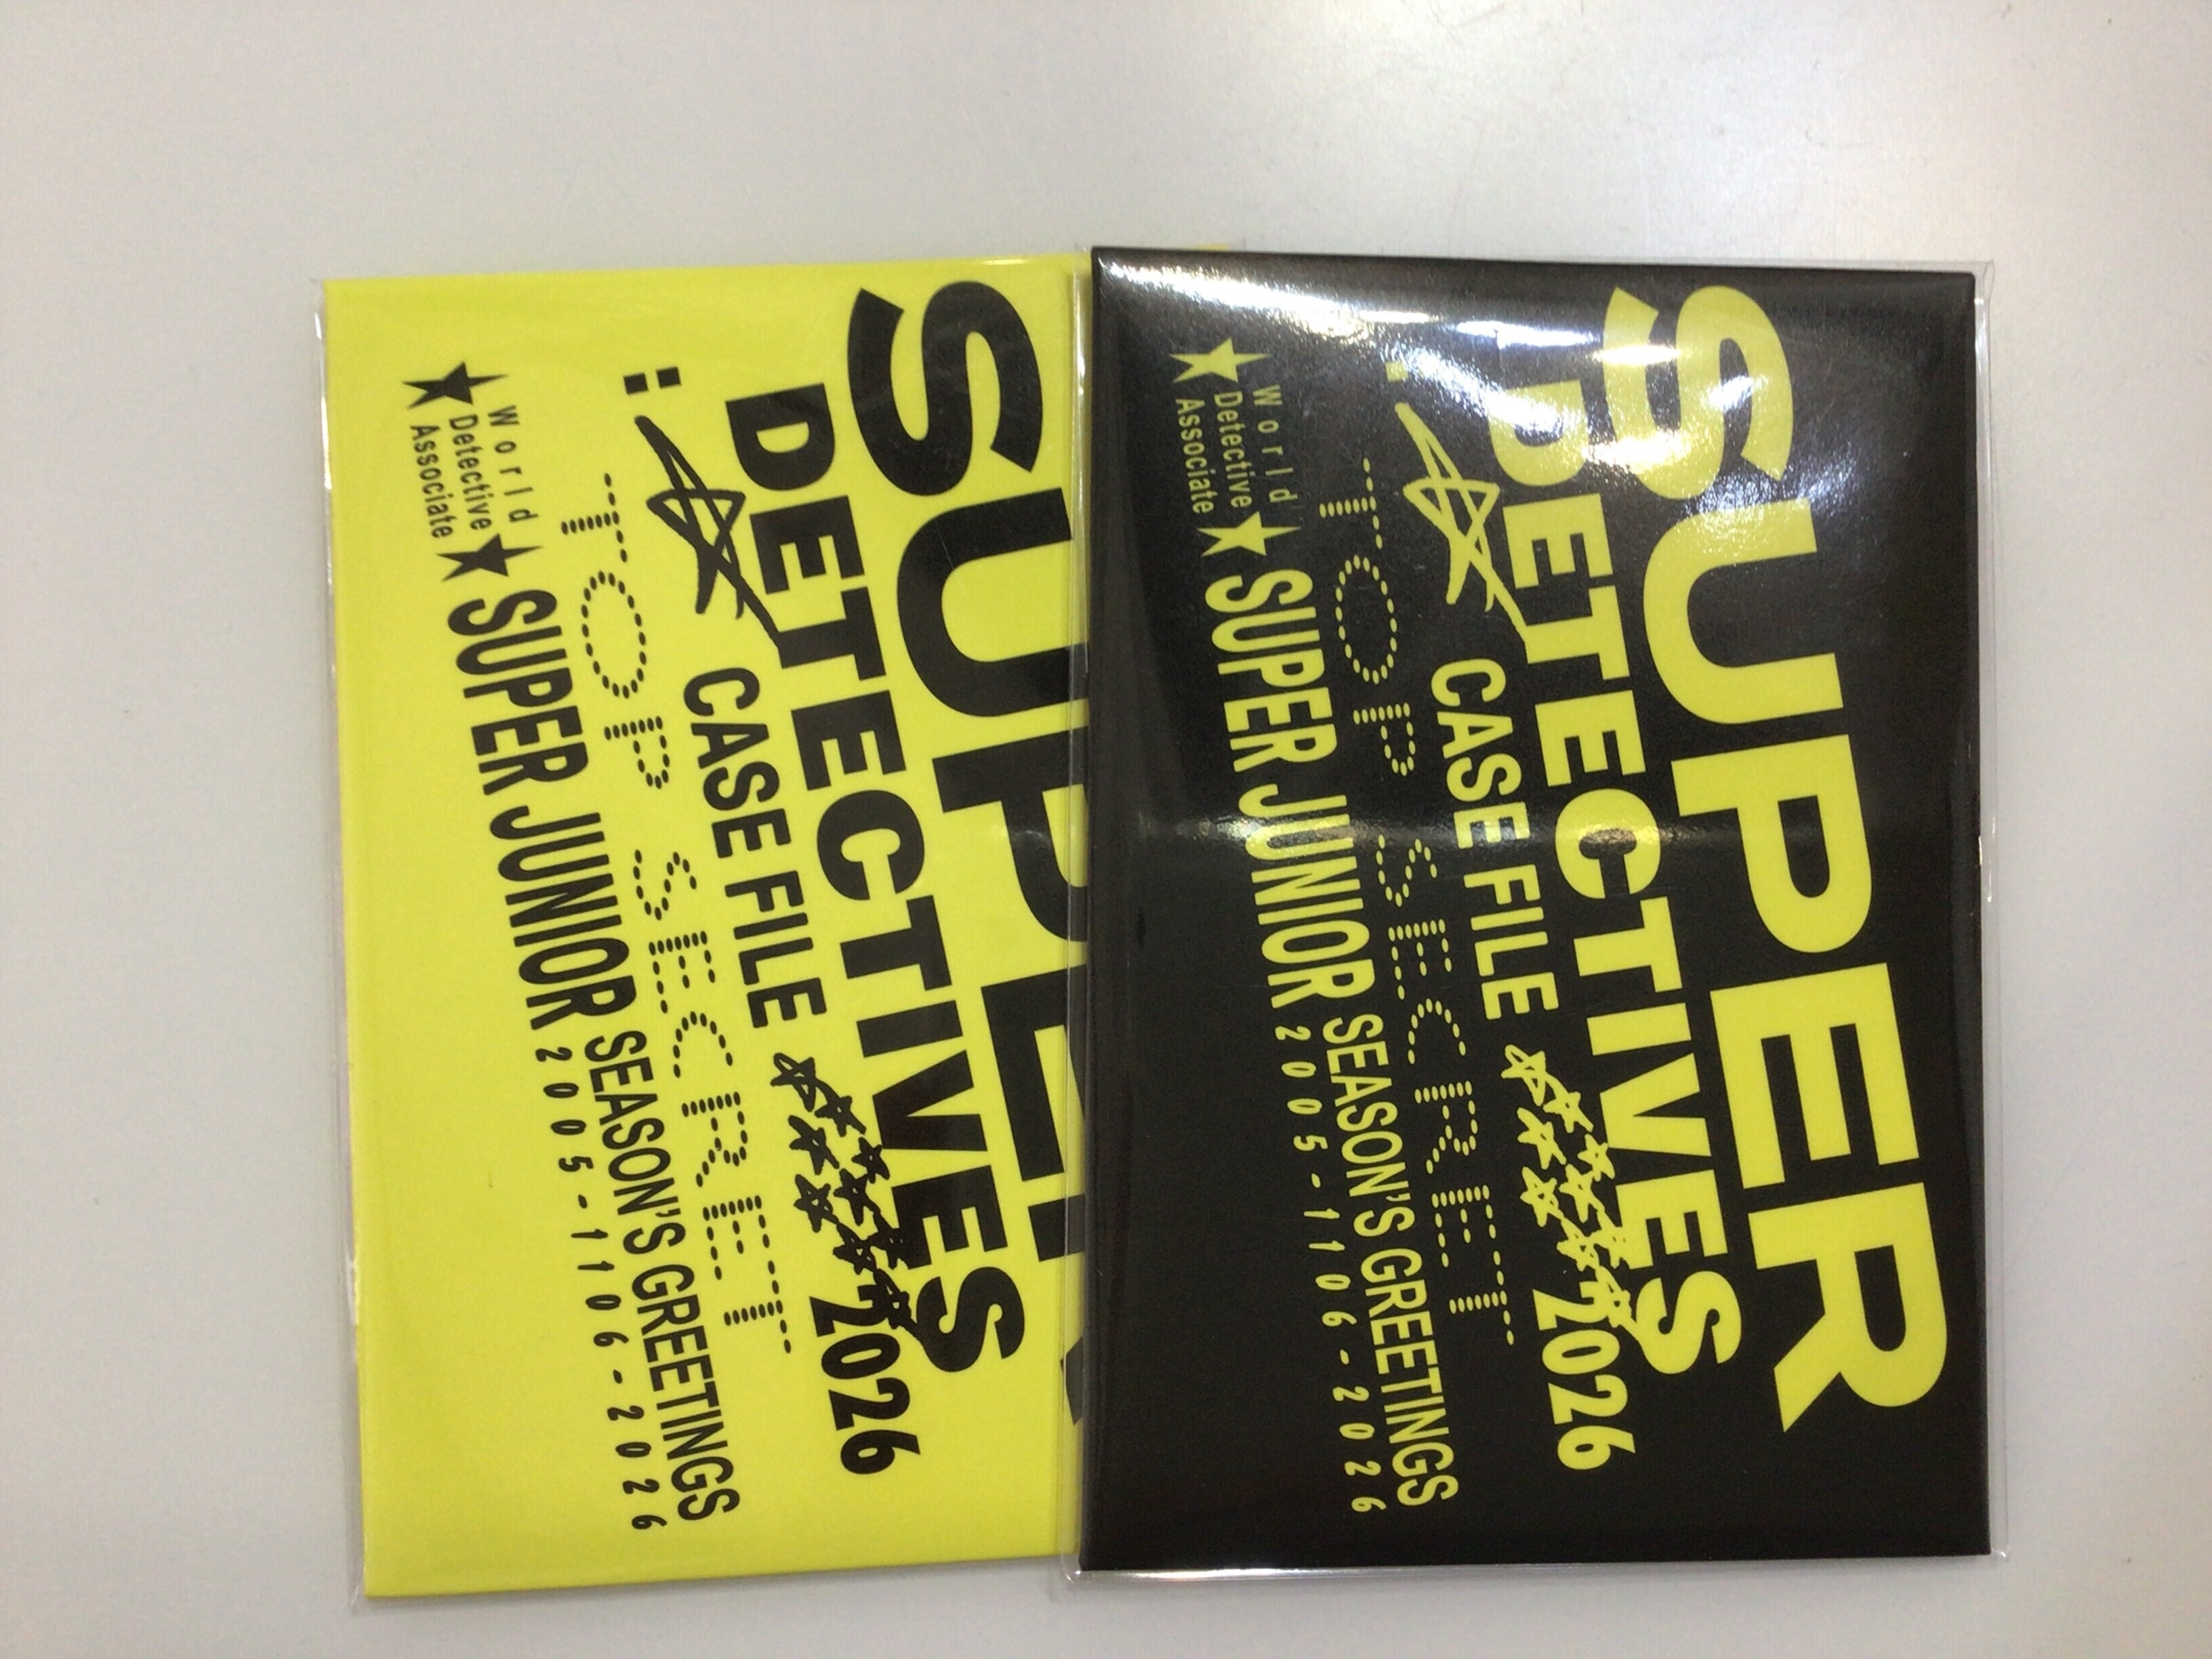 SUPER
DETECTIVES
:
CASE FILE 2026
TOP SECRET
World
Detective
Associate
SUPER JUNIOR SEASON'S GREETINGS
2005-1106-2026
SUPER
DETECTIVES
:
CASE FILE 2026
TOP SECRET
World
Detective
Associate
SUPER JUNIOR SEASON'S GREETINGS
2005-1106-2026